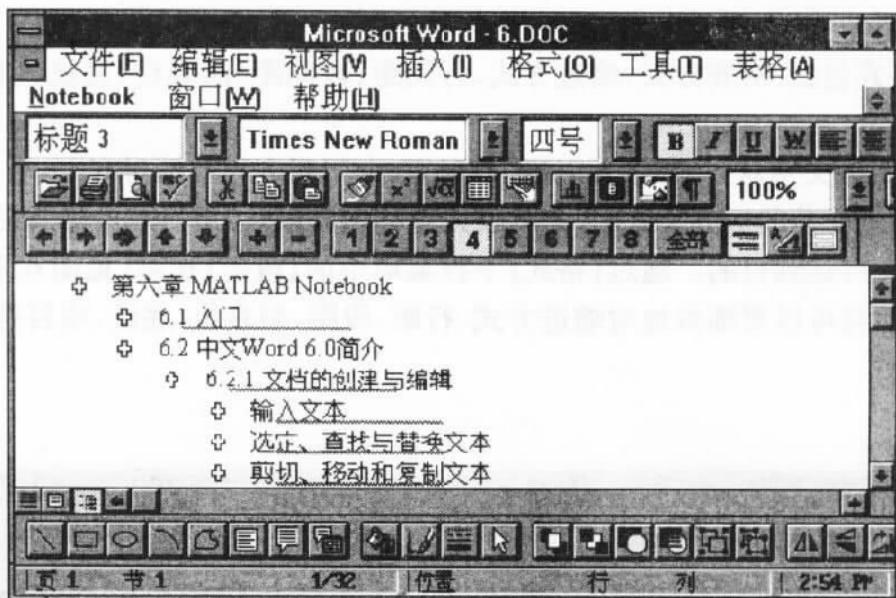 Microsoft Word - 6.DOC
文件(F) 编辑(E) 视图(V) 插入(I) 格式(O) 工具(T) 表格(A)
Notebook 窗口(W) 帮助(H)
标题 3 Times New Roman 四号 B I U W
100%
1 2 3 4 5 6 7 8 全部
第六章 MATLAB Notebook
6.1 入门
6.2 中文Word 6.0简介
6.2.1 文档的创建与编辑
输入文本
选定、查找与替换文本
剪切、移动和复制文本
页 1 节 1 1/32 位置 行 列 2:54 PM